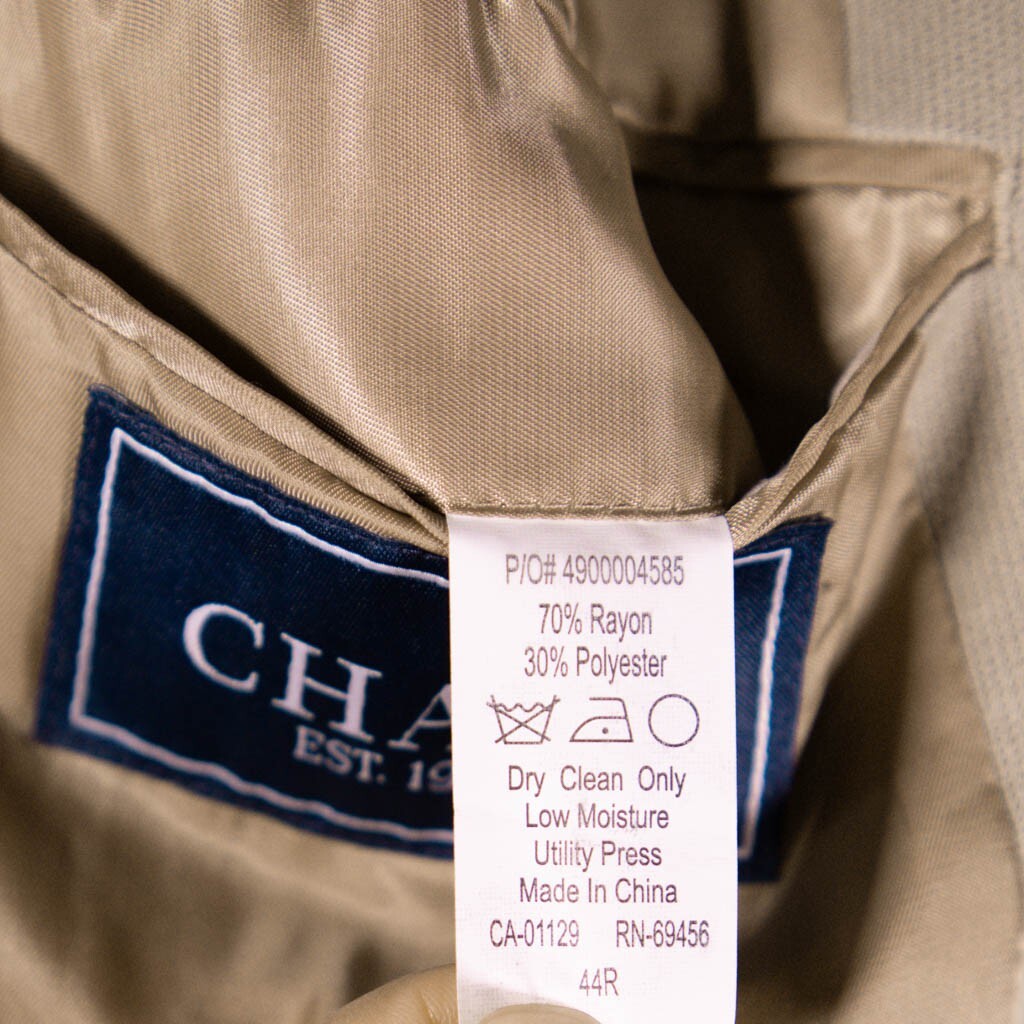 CHA
EST. 19
P/O# 4900004585
70% Rayon
30% Polyester
Dry Clean Only
Low Moisture
Utility Press
Made In China
CA-01129 RN-69456
44R